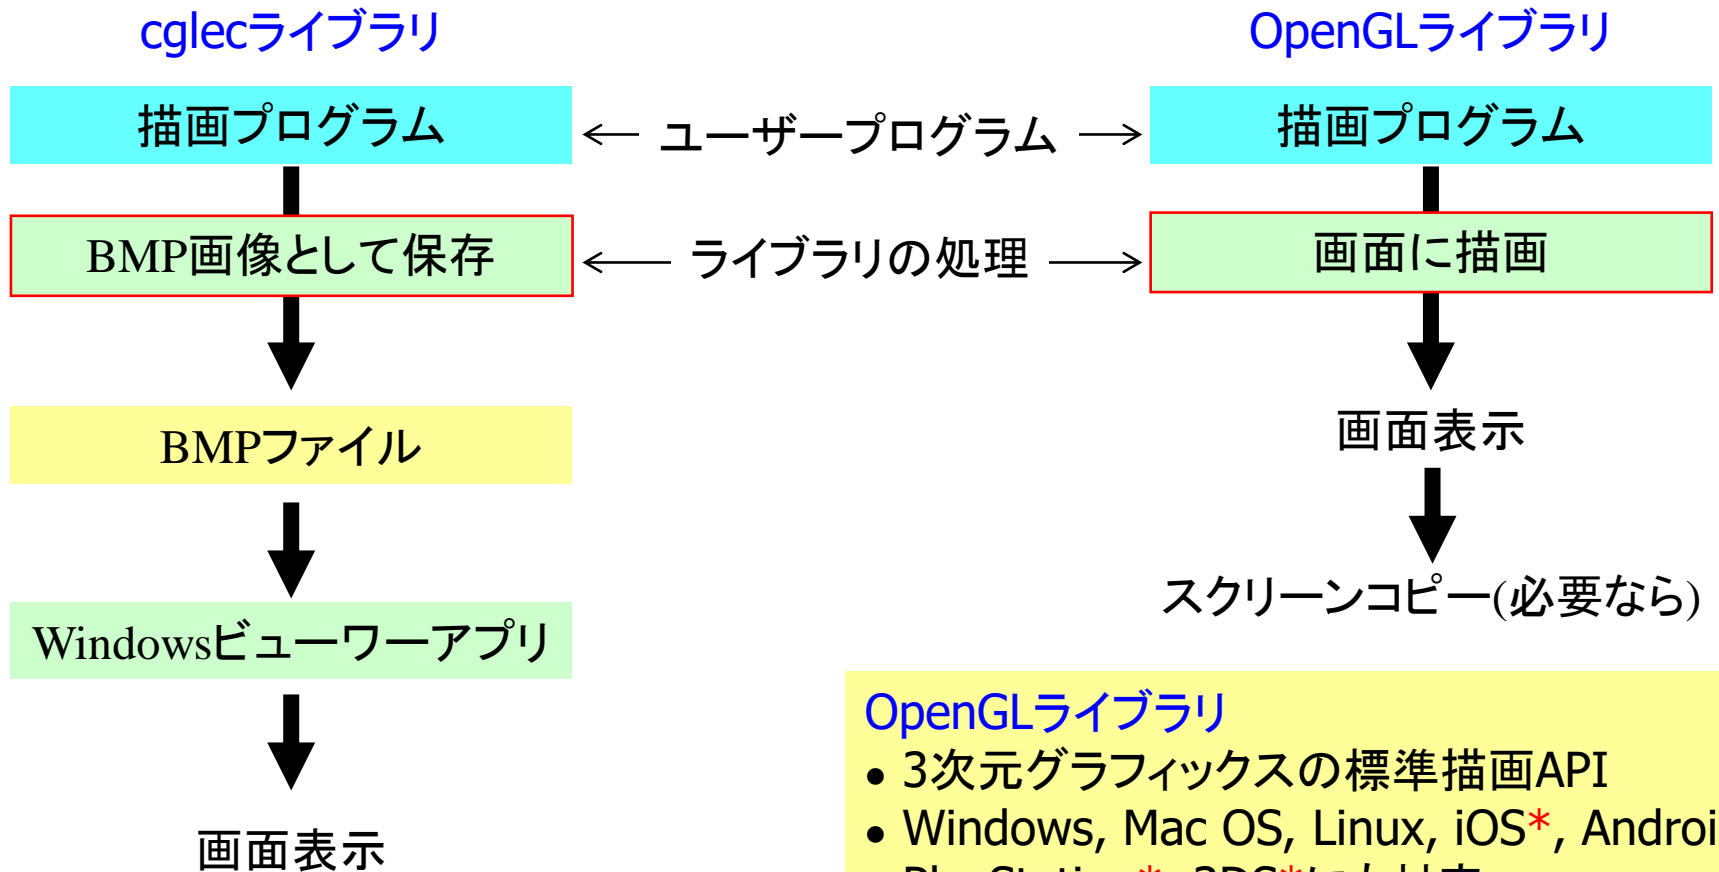 cglecライブラリ
OpenGLライブラリ
描画プログラム
ユーザープログラム
描画プログラム
BMP画像として保存
ライブラリの処理
画面に描画
BMPファイル
画面表示
Windowsビューワーアプリ
スクリーンコピー(必要なら)
画面表示
OpenGLライブラリ
● 3次元グラフィックスの標準描画API
● Windows, Mac OS, Linux, iOS*, Androi